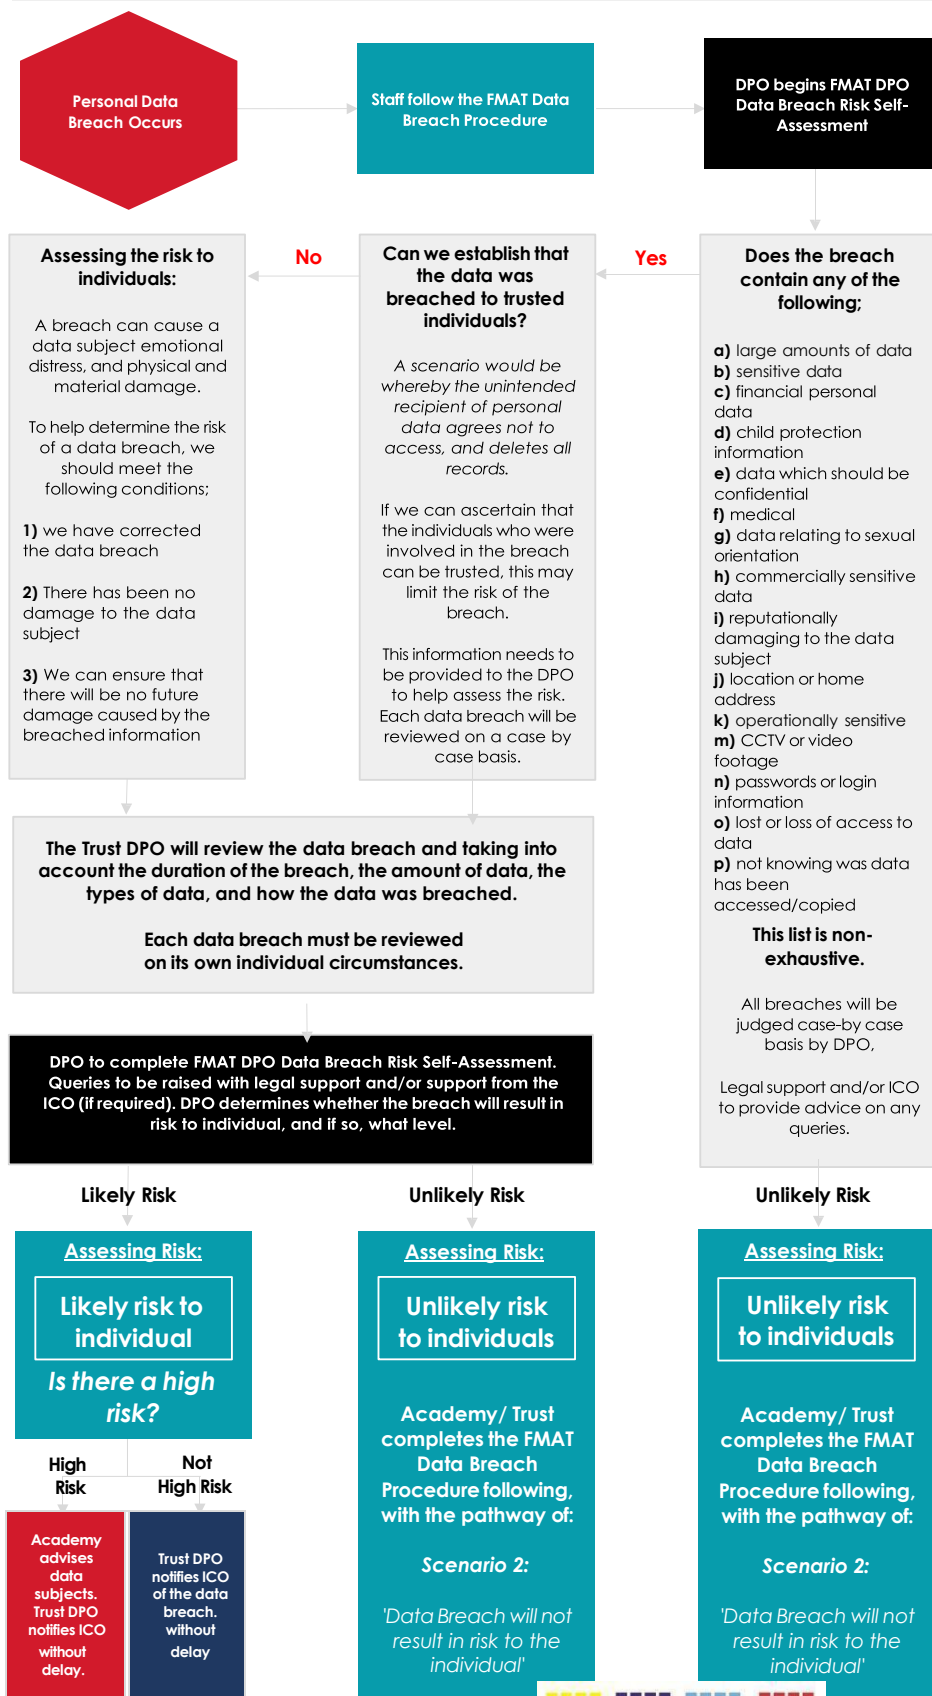 Personal Data
Breach Occurs
Staff follow the FMAT Data
Breach Procedure
DPO begins FMAT DPO
Data Breach Risk Self-
Assessment
Assessing the risk to
individuals:
A breach can cause a
data subject emotional
distress, and physical and
material damage.
To help determine the risk
of a data breach, we
should meet the
following conditions;
1) we have corrected
the data breach
2) There has been no
damage to the data
subject
3) We can ensure that
there will be no future
damage caused by the
breached information
No
Can we establish that
the data was
breached to trusted
individuals?
A scenario would be
whereby the unintended
recipient of personal
data agrees not to
access, and deletes all
records.
If we can ascertain that
the individuals who were
involved in the breach
can be trusted, this may
limit the risk of the
breach.
This information needs to
be provided to the DPO
to help assess the risk.
Each data breach will be
reviewed on a case by
case basis.
Yes
Does the breach
contain any of the
following;
a) large amounts of data
b) sensitive data
c) financial personal
data
d) child protection
information
e) data which should be
confidential
f) medical
g) data relating to sexual
orientation
h) commercially sensitive
data
i) reputationally
damaging to the data
subject
j) location or home
address
k) operationally sensitive
m) CCTV or video
footage
n) passwords or login
information
o) lost or loss of access to
data
p) not knowing was data
has been
accessed/copied
This list is non-
exhaustive.
All breaches will be
judged case-by case
basis by DPO,
Legal support and/or ICO
to provide advice on any
queries.
The Trust DPO will review the data breach and taking into
account the duration of the breach, the amount of data, the
types of data, and how the data was breached.
Each data breach must be reviewed
on its own individual circumstances.
DPO to complete FMAT DPO Data Breach Risk Self-Assessment.
Queries to be raised with legal support and/or support from the
ICO (if required). DPO determines whether the breach will result in
risk to individual, and if so, what level.
Likely Risk
Unlikely Risk
Unlikely Risk
Assessing Risk:
Likely risk to
individual
Is there a high
risk?
High
Risk
Not
High Risk
Academy
advises
data
subjects.
Trust DPO
notifies ICO
without
delay.
Trust DPO
notifies ICO
of the data
breach.
without
delay
Assessing Risk:
Unlikely risk
to individuals
Academy/ Trust
completes the FMAT
Data Breach
Procedure following,
with the pathway of:
Scenario 2:
'Data Breach will not
result in risk to the
individual'
Assessing Risk:
Unlikely risk
to individuals
Academy/ Trust
completes the FMAT
Data Breach
Procedure following,
with the pathway of:
Scenario 2:
'Data Breach will not
result in risk to the
individual'